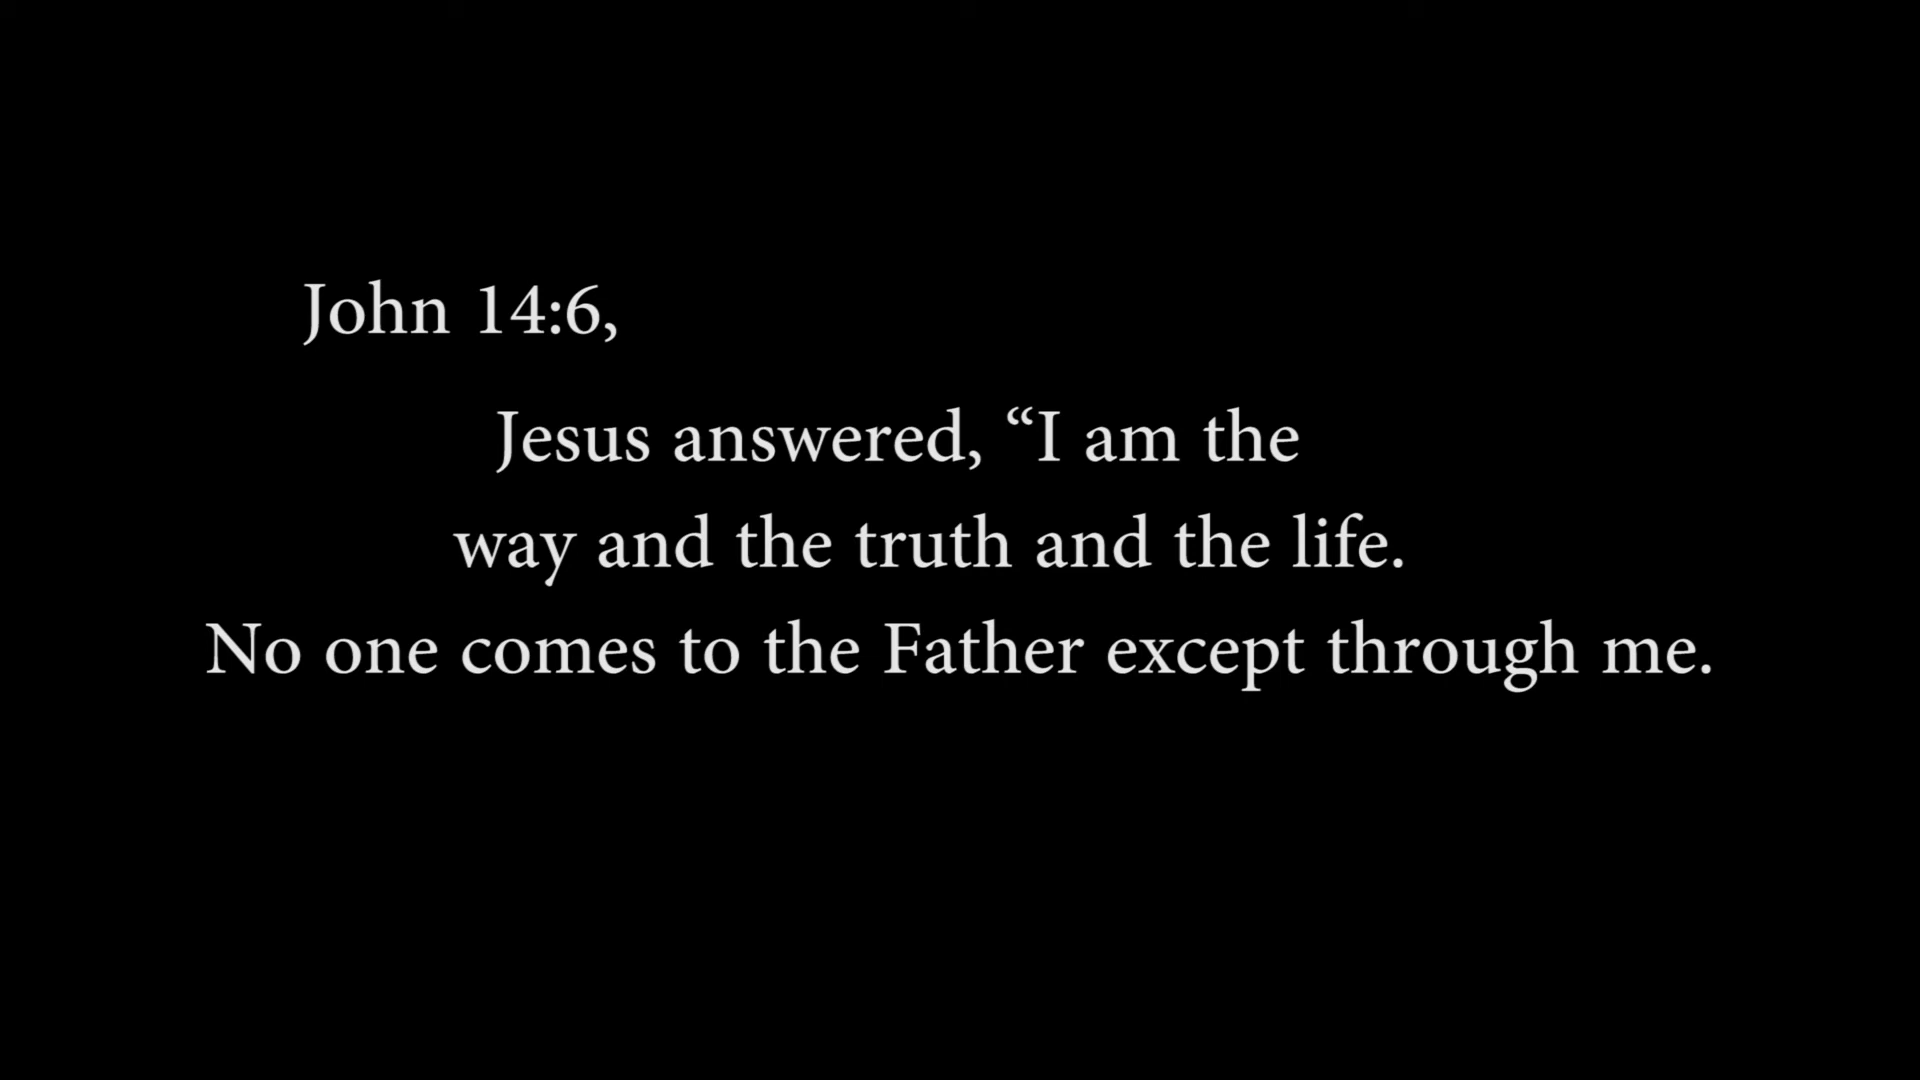 John 14:6,
Jesus answered, “I am the
way and the truth and the life.
No one comes to the Father except through me.